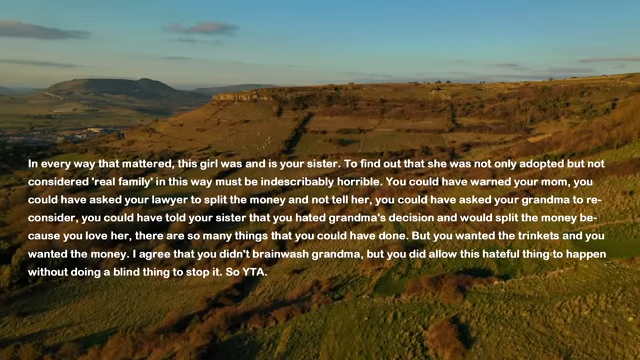 In every way that mattered, this girl was and is your sister. To find out that she was not only adopted but not
considered 'real family' in this way must be indescribably horrible. You could have warned your mom, you
could have asked your lawyer to split the money and not tell her, you could have asked your grandma to re-
consider, you could have told your sister that you hated grandma's decision and would split the money be-
cause you love her, there are so many things that you could have done. But you wanted the trinkets and you
wanted the money. I agree that you didn't brainwash grandma, but you did allow this hateful thing to happen
without doing a blind thing to stop it. So YTA.